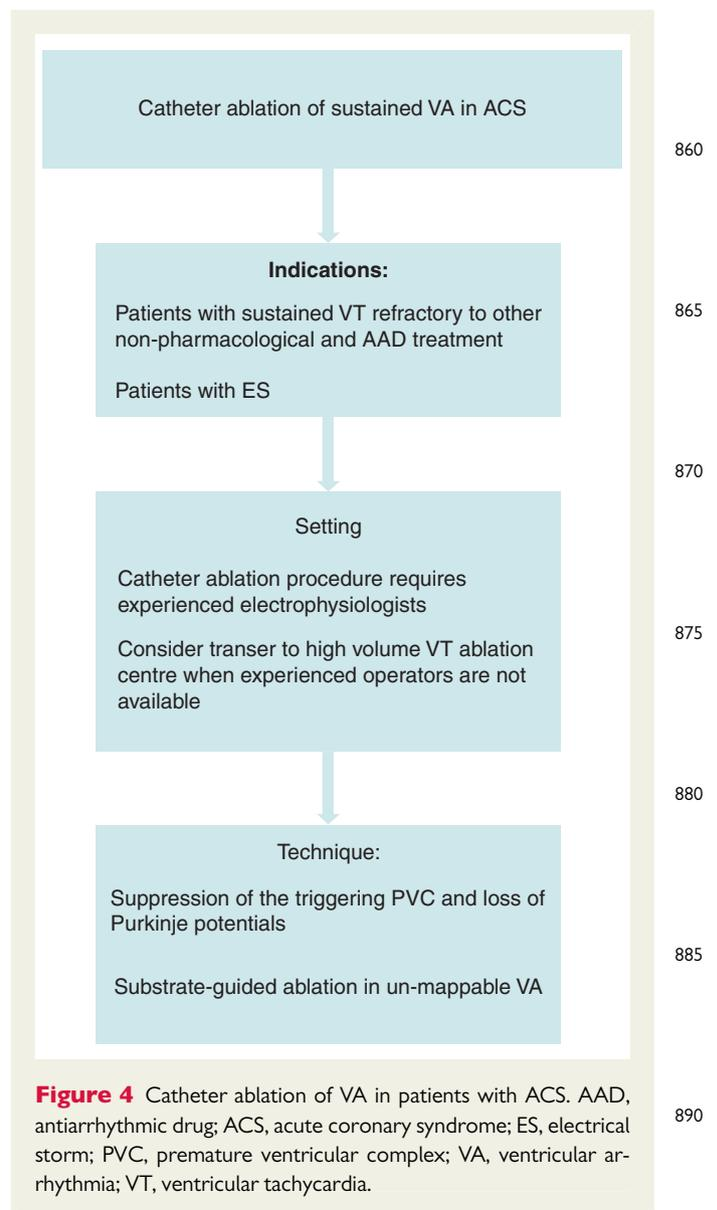 Catheter ablation of sustained VA in ACS
860
Indications:
Patients with sustained VT refractory to other
non-pharmacological and AAD treatment
865
Patients with ES
870
Setting
Catheter ablation procedure requires
experienced electrophysiologists
875
Consider transer to high volume VT ablation
centre when experienced operators are not
available
880
Technique:
Suppression of the triggering PVC and loss of
Purkinje potentials
885
Substrate-guided ablation in un-mappable VA
Figure 4 Catheter ablation of VA in patients with ACS. AAD,
890
antiarrhythmic drug; ACS, acute coronary syndrome; ES, electrical
storm; PVC, premature ventricular complex; VA, ventricular ar-
rhythmia; VT, ventricular tachycardia.